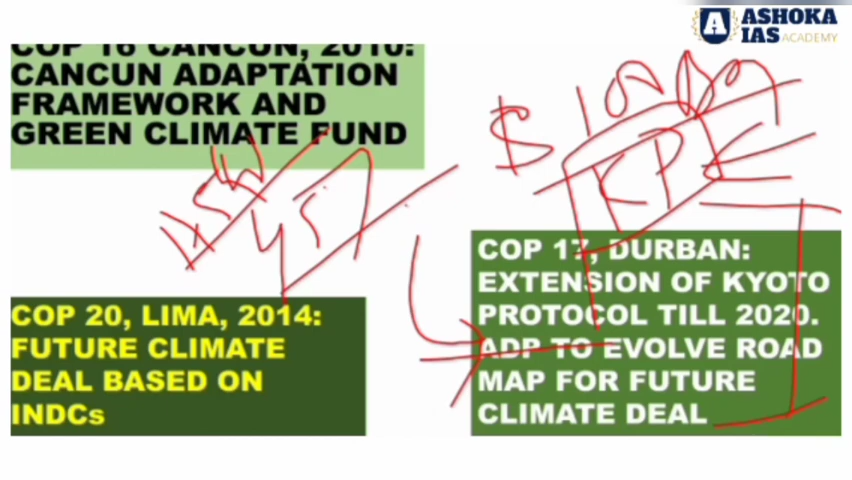 ASHOKA
IAS ACADEMY
COP 16 CANCUN, 2010:
CANCUN ADAPTATION
FRAMEWORK AND
GREEN CLIMATE FUND
COP 17, DURBAN:
EXTENSION OF KYOTO
PROTOCOL TILL 2020.
ADP TO EVOLVE ROAD
MAP FOR FUTURE
CLIMATE DEAL
COP 20, LIMA, 2014:
FUTURE CLIMATE
DEAL BASED ON
INDCs